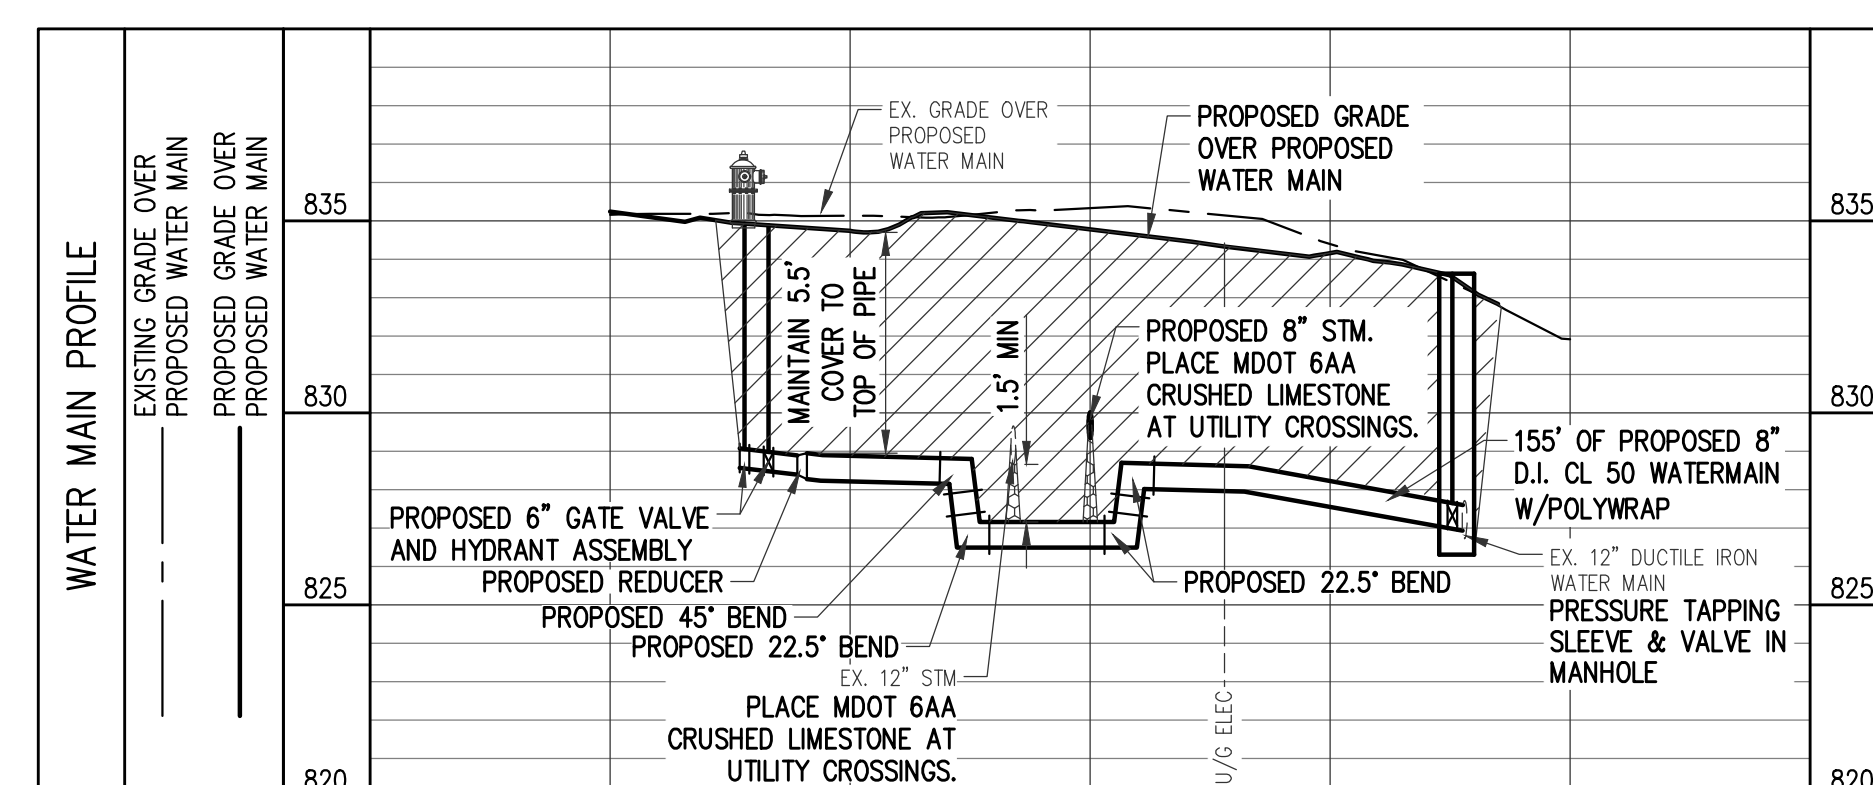 WATER MAIN PROFILE
EXISTING GRADE OVER
PROPOSED WATER MAIN
PROPOSED GRADE OVER
PROPOSED WATER MAIN
835
830
825
820
EX. GRADE OVER
PROPOSED
WATER MAIN
PROPOSED GRADE
OVER PROPOSED
WATER MAIN
MAINTAIN 5.5'
COVER TO
TOP OF PIPE
1.5' MIN
PROPOSED 8" STM.
PLACE MDOT 6AA
CRUSHED LIMESTONE
AT UTILITY CROSSINGS.
155' OF PROPOSED 8"
D.I. CL 50 WATERMAIN
W/POLYWRAP
PROPOSED 6" GATE VALVE
AND HYDRANT ASSEMBLY
PROPOSED REDUCER
PROPOSED 45° BEND
PROPOSED 22.5° BEND
EX. 12" STM
PLACE MDOT 6AA
CRUSHED LIMESTONE AT
UTILITY CROSSINGS.
PROPOSED 22.5° BEND
U/G ELEC
EX. 12" DUCTILE IRON
WATER MAIN
PRESSURE TAPPING
SLEEVE & VALVE IN
MANHOLE
835
830
825
820